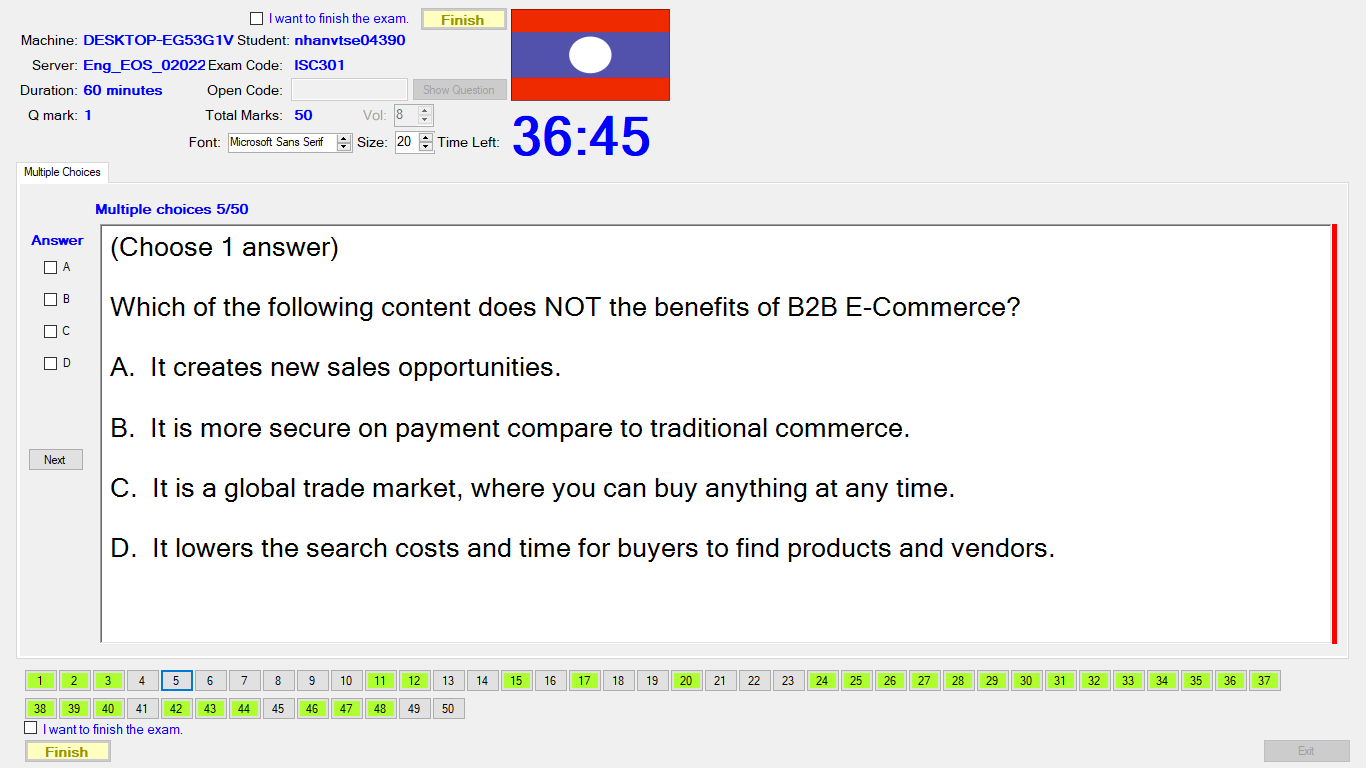 I want to finish the exam. Finish
Machine: DESKTOP-EG53G1V Student: nhanvtse04390
Server: Eng_EOS_02022 Exam Code: ISC301
Duration: 60 minutes Open Code: Show Question
Q mark: 1 Total Marks: 50 Vol: 8
Font: Microsoft Sans Serif Size: 20 Time Left: 36:45
Multiple Choices
Multiple choices 5/50
Answer
A
B
C
D
Next
(Choose 1 answer)
Which of the following content does NOT the benefits of B2B E-Commerce?
A. It creates new sales opportunities.
B. It is more secure on payment compare to traditional commerce.
C. It is a global trade market, where you can buy anything at any time.
D. It lowers the search costs and time for buyers to find products and vendors.
1 2 3 4 5 6 7 8 9 10 11 12 13 14 15 16 17 18 19 20 21 22 23 24 25 26 27 28 29 30 31 32 33 34 35 36 37
38 39 40 41 42 43 44 45 46 47 48 49 50
I want to finish the exam.
Finish Exit